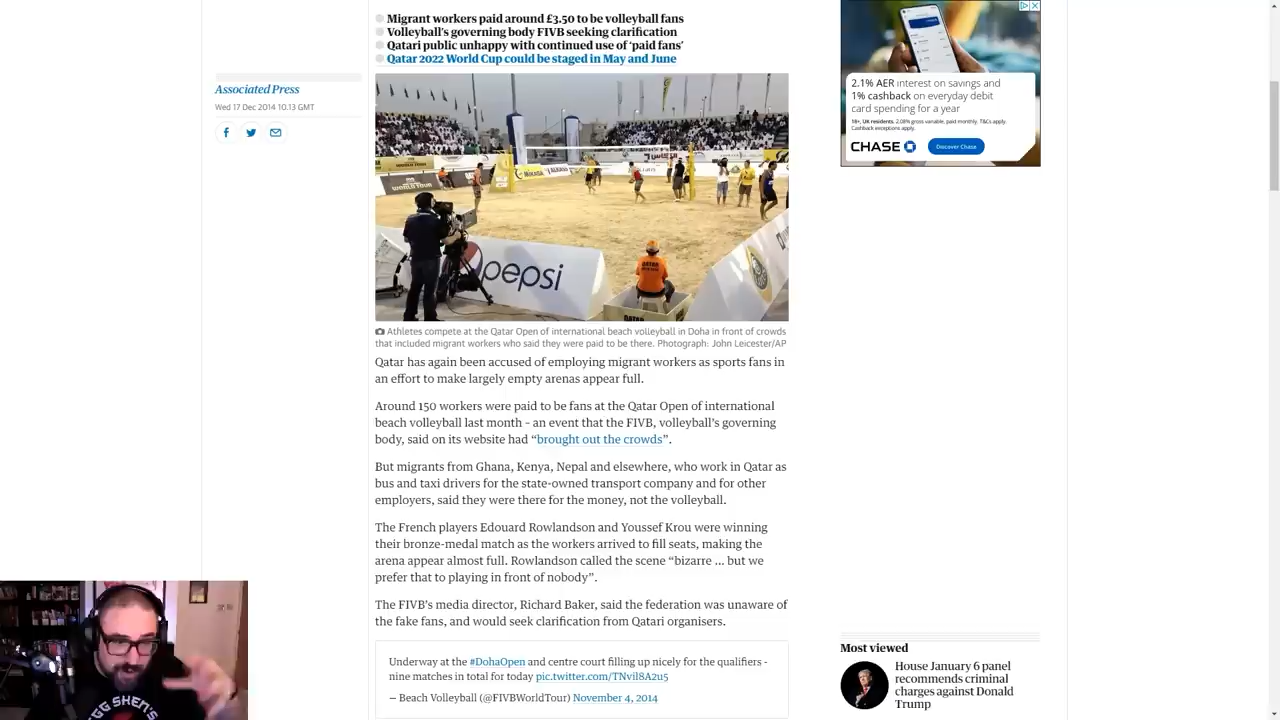 Migrant workers paid around £3.50 to be volleyball fans
Volleyball's governing body FIVB seeking clarification
Qatari public unhappy with continued use of 'paid fans'
Qatar 2022 World Cup could be staged in May and June
Associated Press
Wed 17 Dec 2014 10.13 GMT
pepsi
QATAR
Athletes compete at the Qatar Open of international beach volleyball in Doha in front of crowds
that included migrant workers who said they were paid to be there. Photograph: John Leicester/AP
Qatar has again been accused of employing migrant workers as sports fans in
an effort to make largely empty arenas appear full.
Around 150 workers were paid to be fans at the Qatar Open of international
beach volleyball last month – an event that the FIVB, volleyball's governing
body, said on its website had “brought out the crowds”.
But migrants from Ghana, Kenya, Nepal and elsewhere, who work in Qatar as
bus and taxi drivers for the state-owned transport company and for other
employers, said they were there for the money, not the volleyball.
The French players Edouard Rowlandson and Youssef Krou were winning
their bronze-medal match as the workers arrived to fill seats, making the
arena appear almost full. Rowlandson called the scene “bizarre ... but we
prefer that to playing in front of nobody”.
The FIVB's media director, Richard Baker, said the federation was unaware of
the fake fans, and would seek clarification from Qatari organisers.
Underway at the #DohaOpen and centre court filling up nicely for the qualifiers -
nine matches in total for today pic.twitter.com/TNvil8A2u5
— Beach Volleyball (@FIVBWorldTour) November 4, 2014
2.1% AER interest on savings and
1% cashback on everyday debit
card spending for a year
18+, UK residents. 2.08% gross variable, paid monthly. T&Cs apply.
Cashback exceptions apply.
CHASE
Discover Chase
Most viewed
House January 6 panel
recommends criminal
charges against Donald
Trump